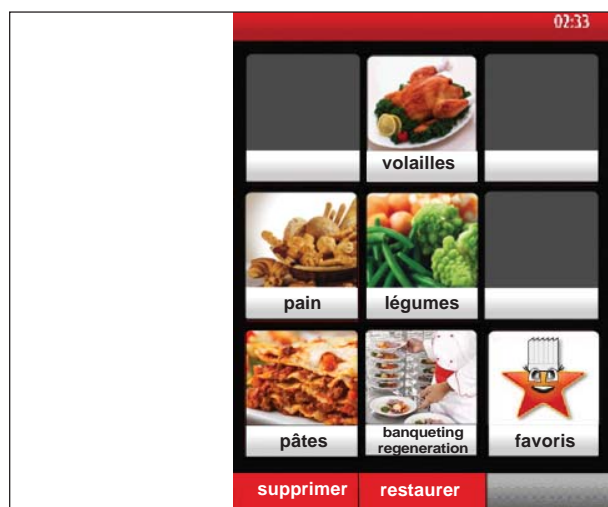 02:33
volailles
pain
légumes
pâtes
banqueting
regeneration
favoris
supprimer
restaurer